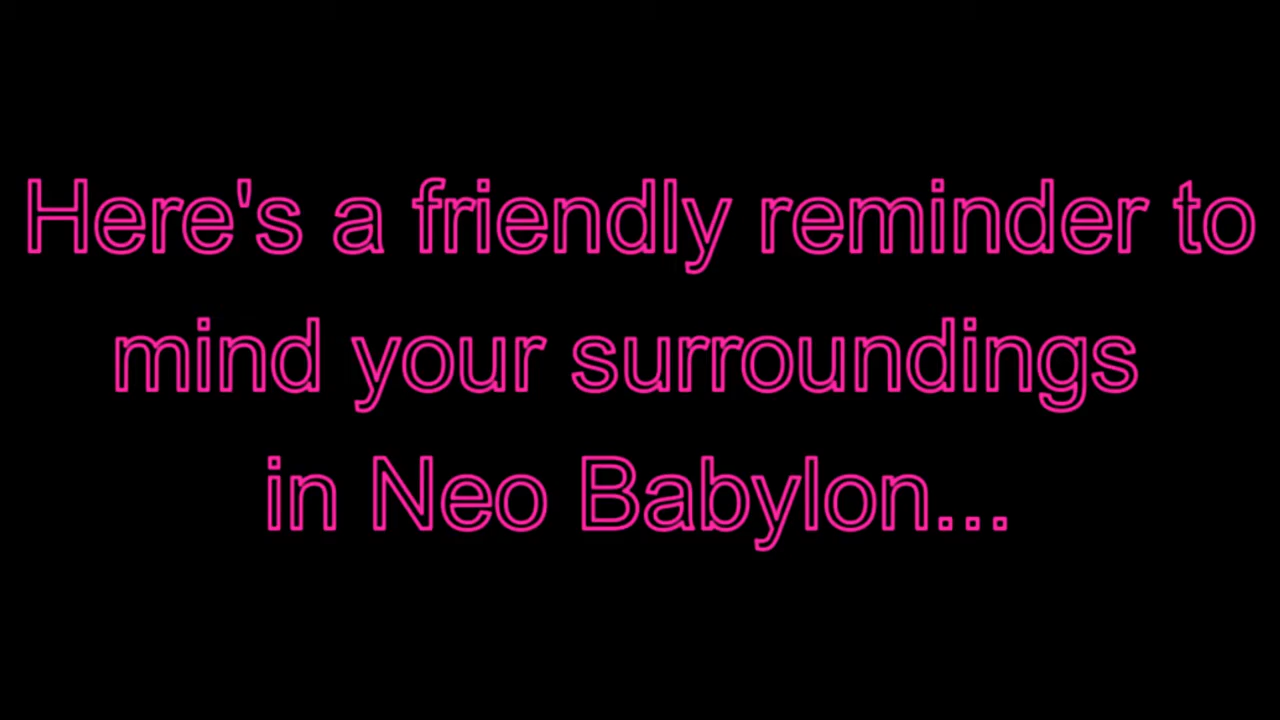 Here's a friendly reminder to
mind your surroundings
in Neo Babylon...